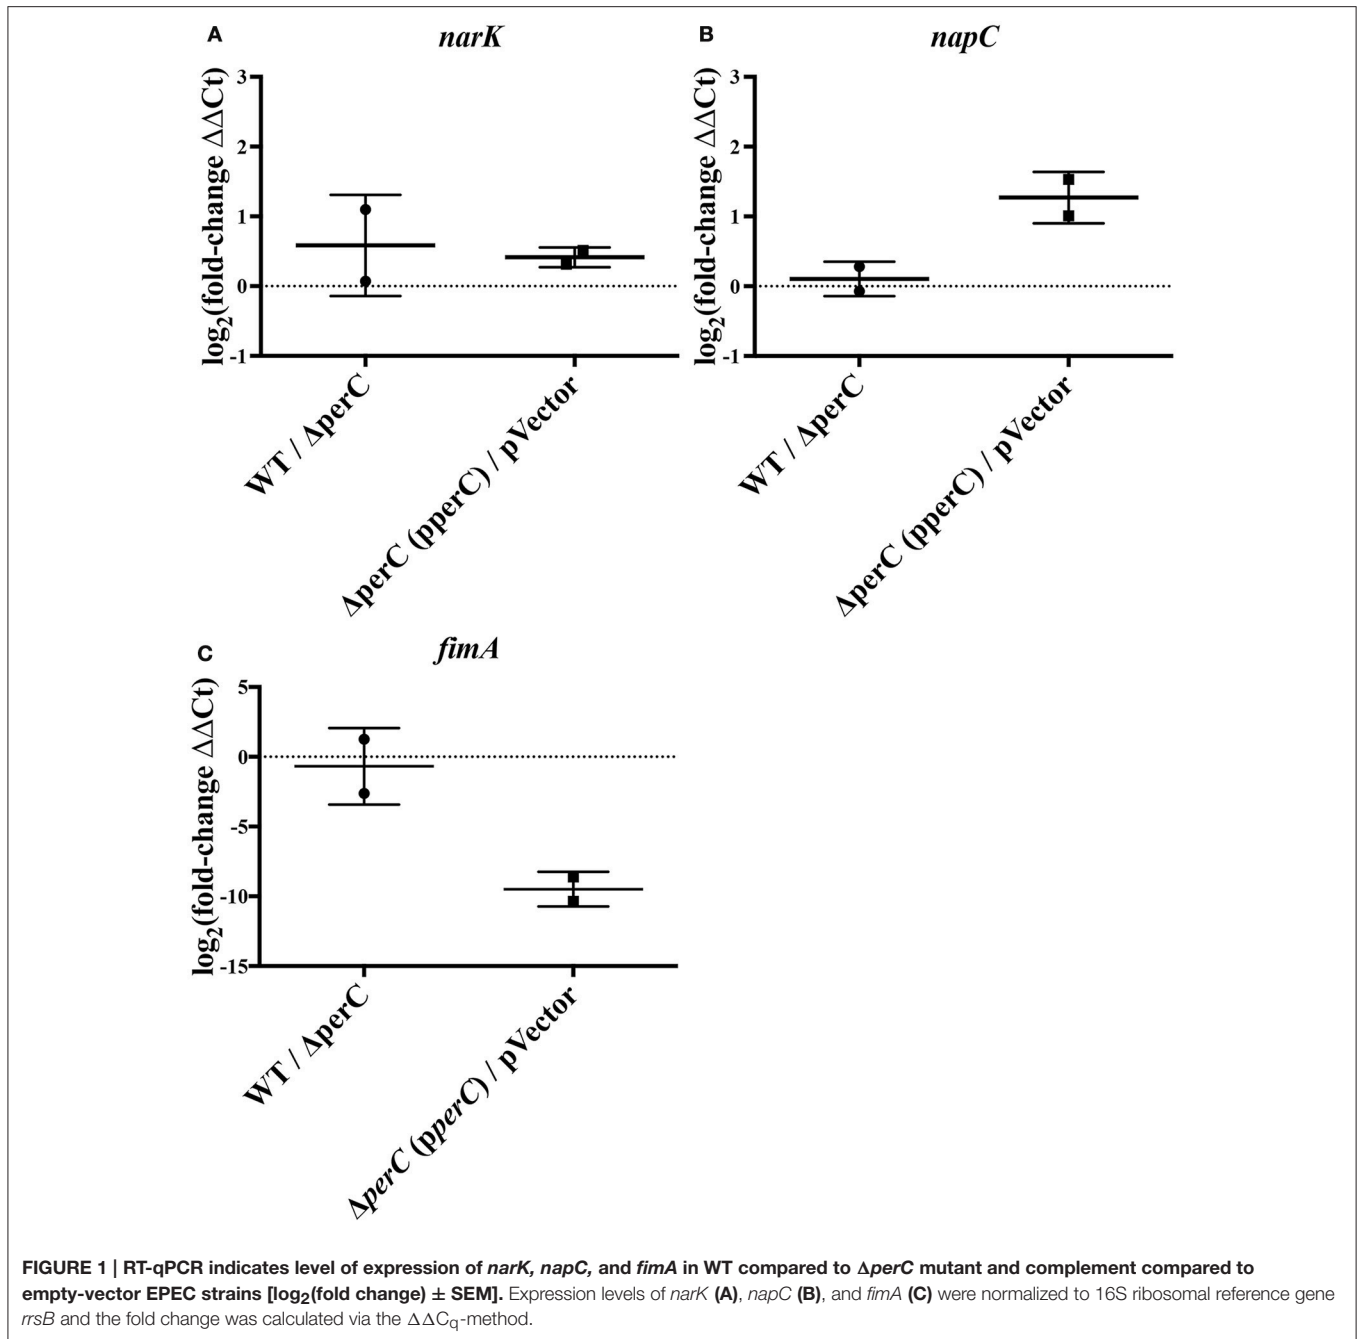 A
narK
log2(fold-change ΔΔCt)
3
2
1
0
-1
WT / ΔperC
ΔperC (pperC) / pVector
B
napC
log2(fold-change ΔΔCt)
3
2
1
0
-1
WT / ΔperC
ΔperC (pperC) / pVector
C
fimA
log2(fold-change ΔΔCt)
5
0
-5
-10
-15
WT / ΔperC
ΔperC (pperC) / pVector
FIGURE 1 | RT-qPCR indicates level of expression of narK, napC, and fimA in WT compared to ΔperC mutant and complement compared to
empty-vector EPEC strains [log2(fold change) ± SEM]. Expression levels of narK (A), napC (B), and fimA (C) were normalized to 16S ribosomal reference gene
rrsB and the fold change was calculated via the ΔΔCq-method.